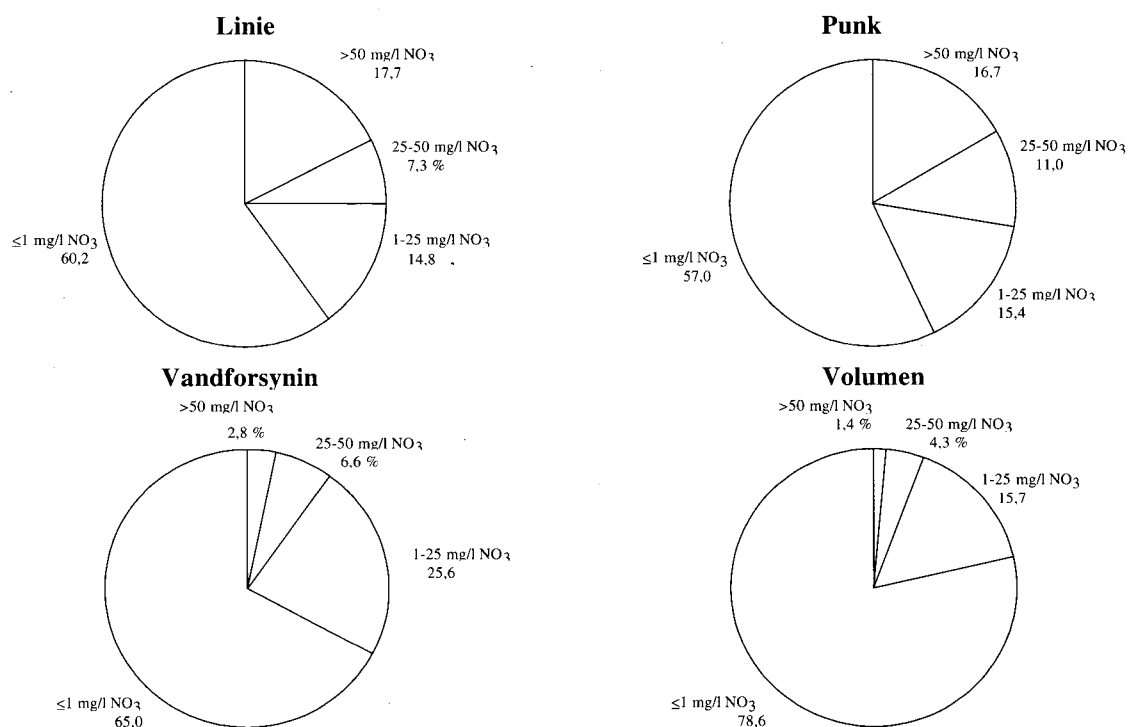 Linie
>50 mg/l NO3
17,7
25-50 mg/l NO3
7,3 %
1-25 mg/l NO3
14,8
≤1 mg/l NO3
60,2
Punk
>50 mg/l NO3
16,7
25-50 mg/l NO3
11,0
1-25 mg/l NO3
15,4
≤1 mg/l NO3
57,0
Vandforsynin
>50 mg/l NO3
2,8 %
25-50 mg/l NO3
6,6 %
1-25 mg/l NO3
25,6
≤1 mg/l NO3
65,0
Volumen
>50 mg/l NO3
1,4 %
25-50 mg/l NO3
4,3 %
1-25 mg/l NO3
15,7
≤1 mg/l NO3
78,6